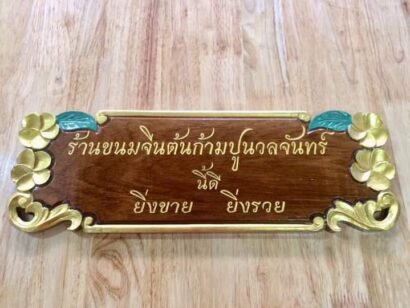 ร้านขนมจีนต้นก้ามปูนวลจันทร์
นี้ดี
ยิ่งขาย ยิ่งรวย